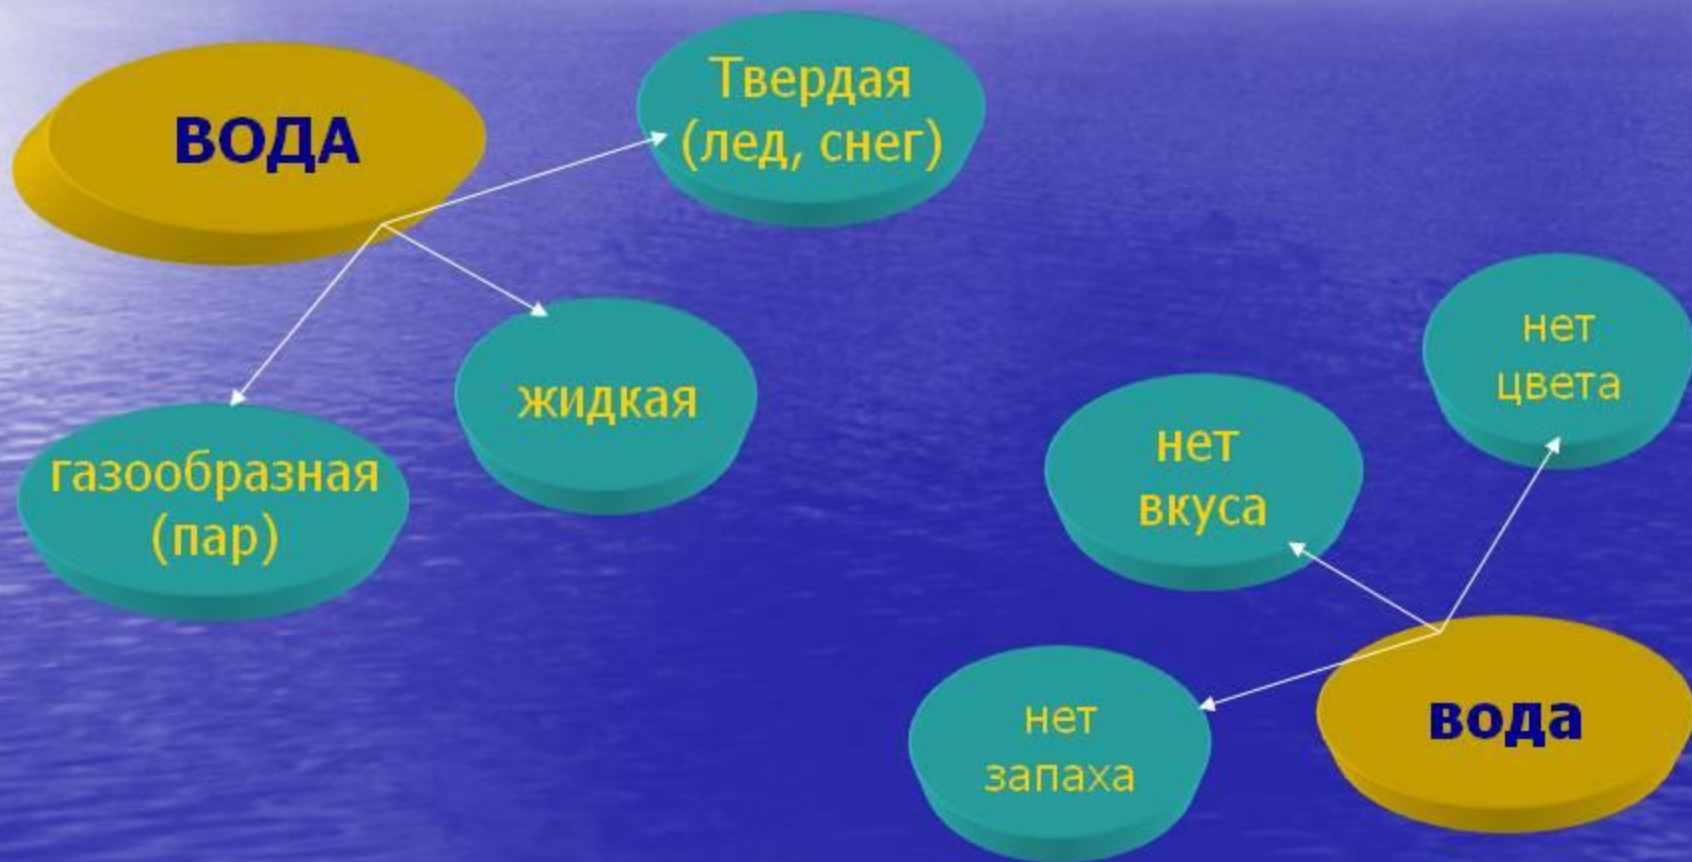 ВОДА
Твердая
(лед, снег)
жидкая
газообразная
(пар)
нет
цвета
нет
вкуса
нет
запаха
вода